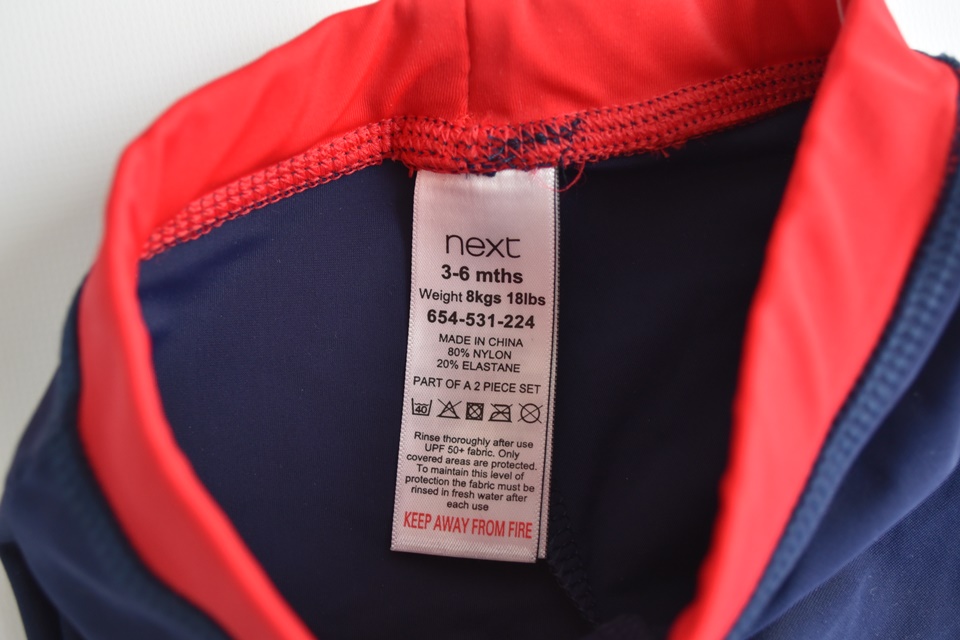 next
3-6 mths
Weight 8kgs 18lbs
654-531-224
MADE IN CHINA
80% NYLON
20% ELASTANE
PART OF A 2 PIECE SET
40
Rinse thoroughly after use
UPF 50+ fabric. Only
covered areas are protected.
To maintain this level of
protection the fabric must be
rinsed in fresh water after
each use
KEEP AWAY FROM FIRE